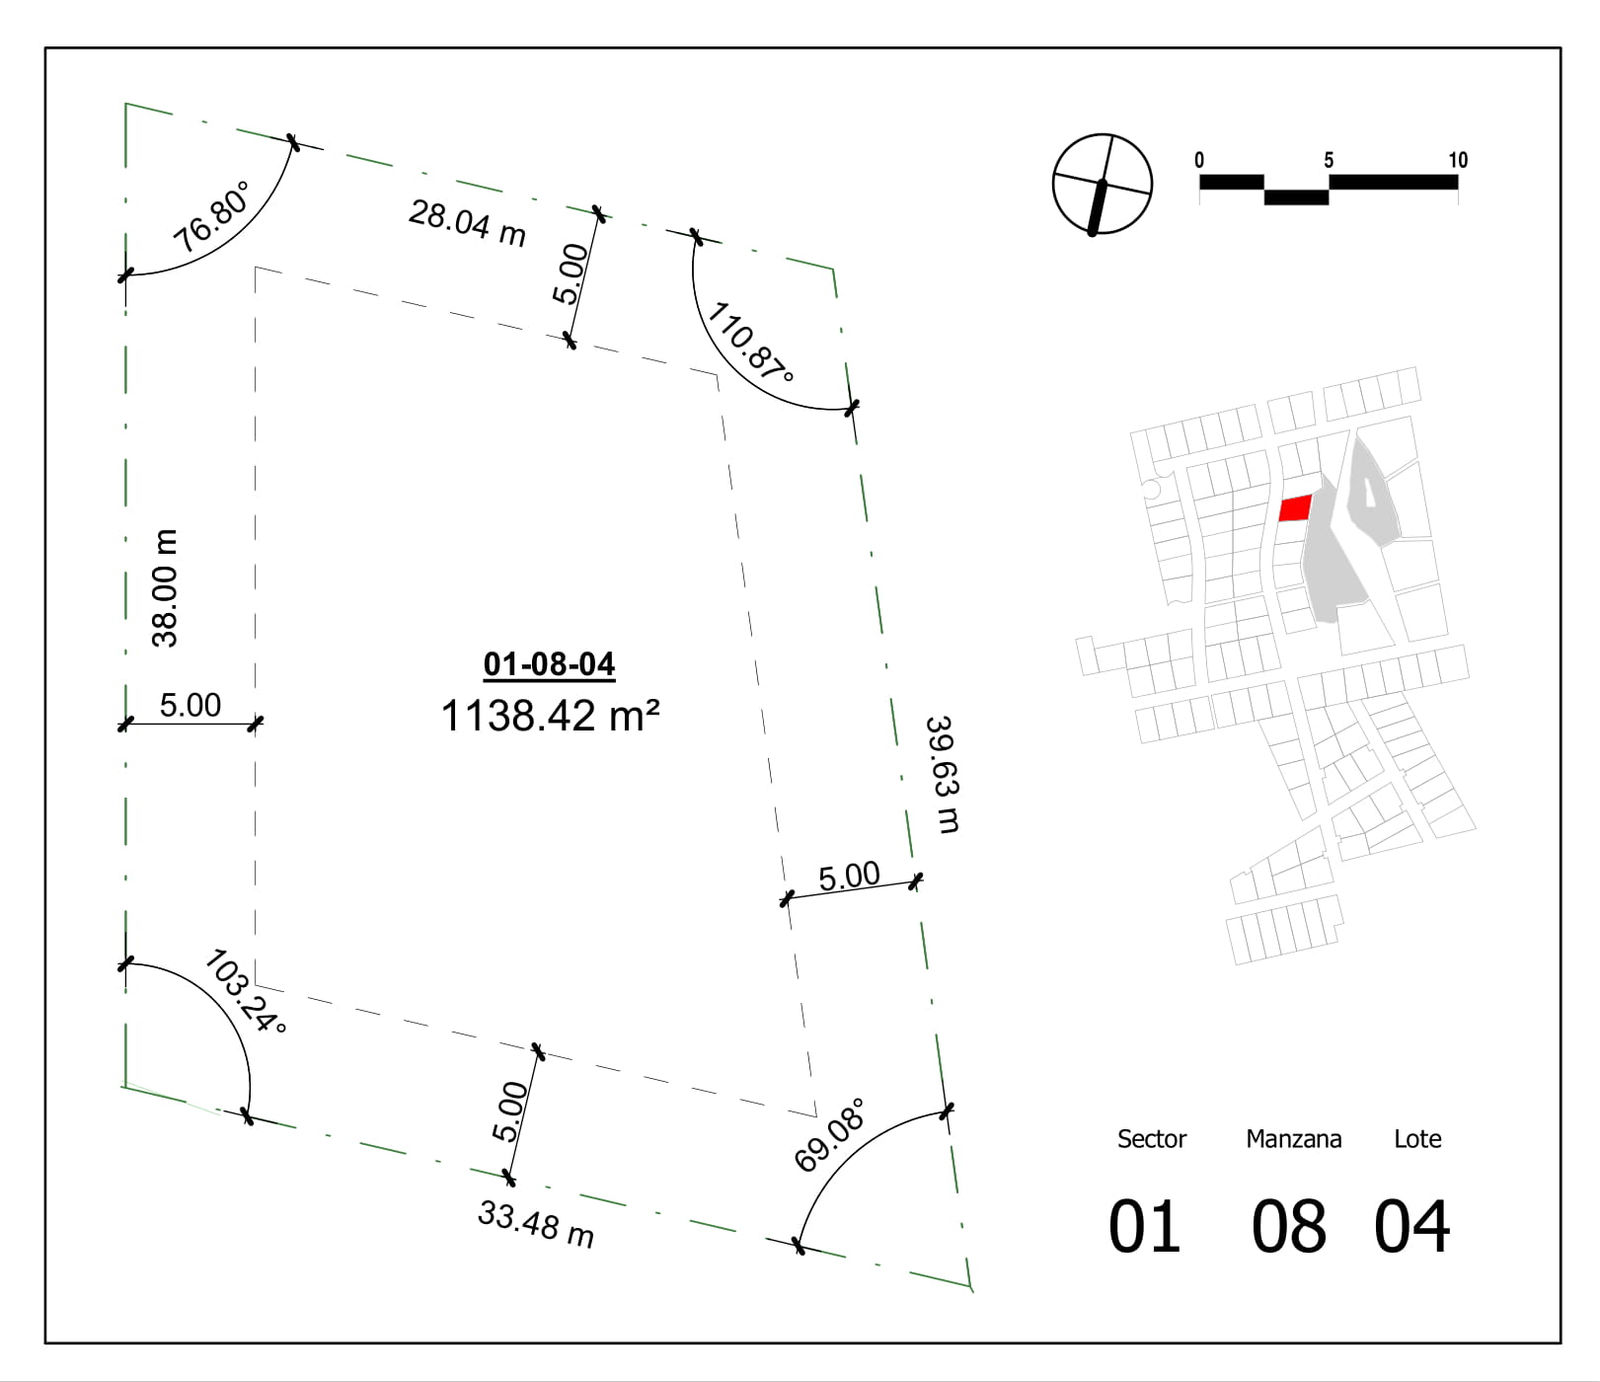 0 5 10
76.80°
28.04 m
5.00
110.87°
38.00 m
01-08-04
1138.42 m²
5.00
39.63 m
5.00
103.24°
5.00
69.08°
33.48 m
Sector Manzana Lote
01 08 04